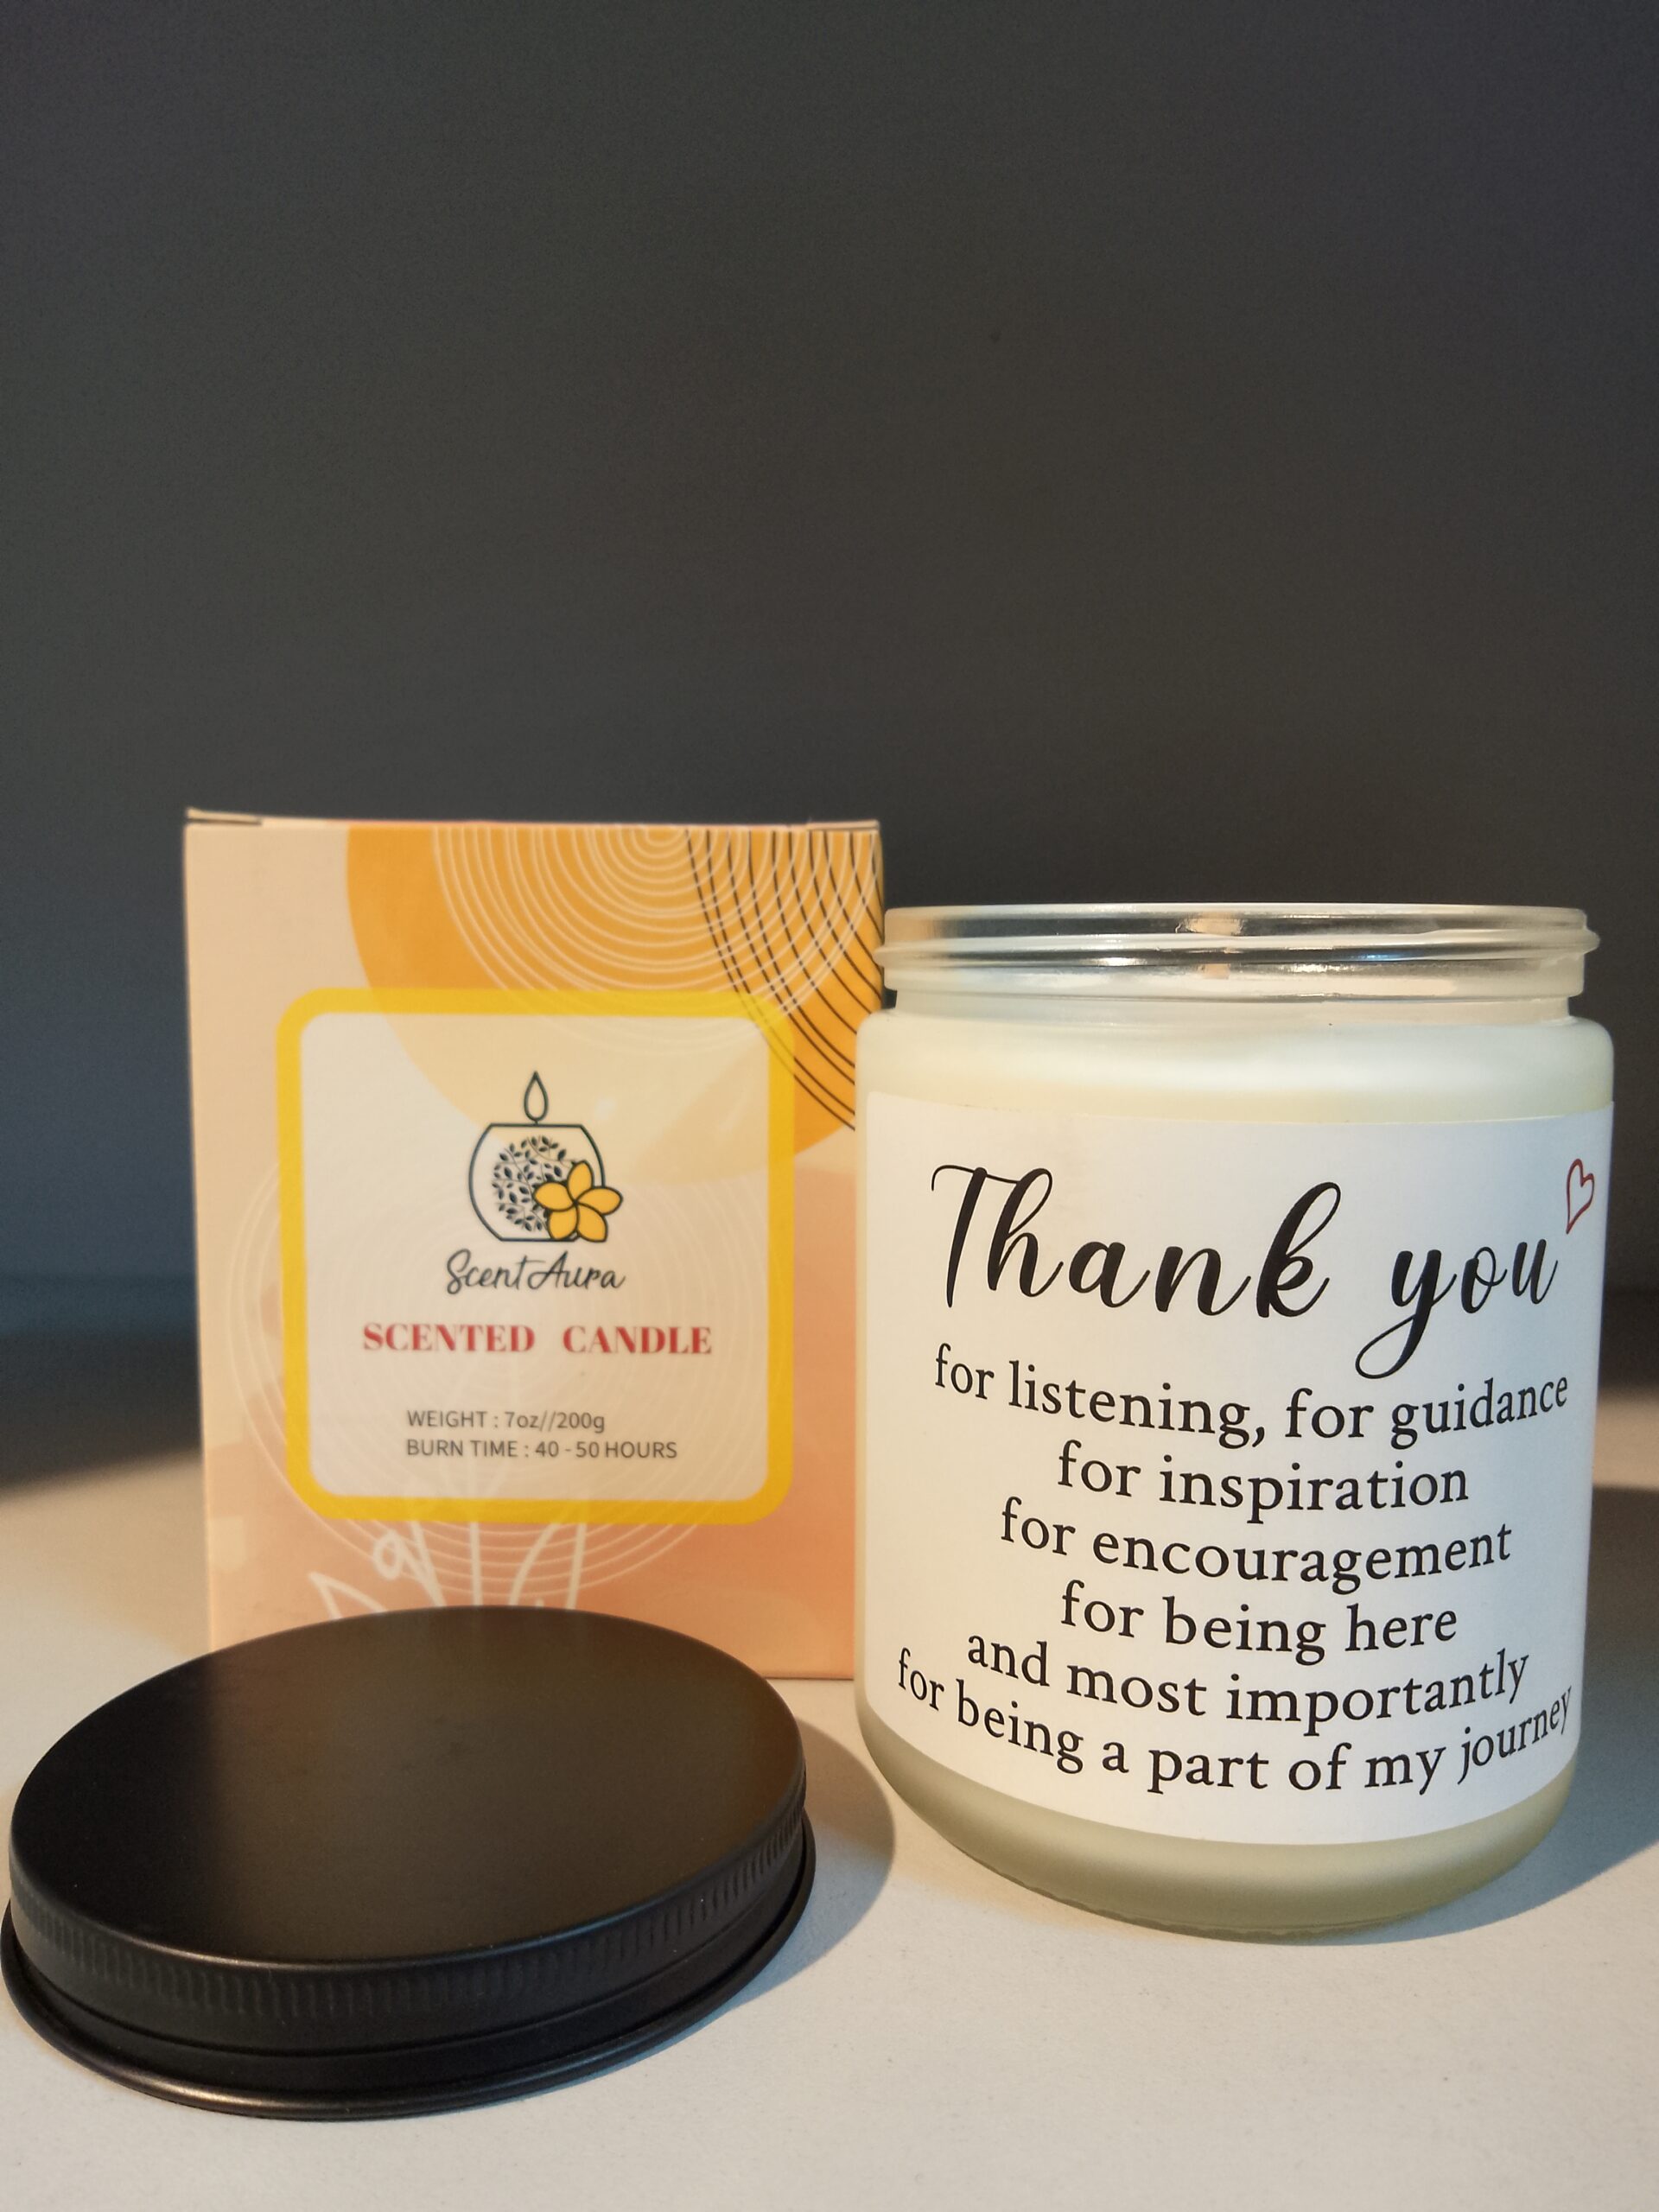 ScentAura
SCENTED CANDLE
WEIGHT : 7oz//200g
BURN TIME : 40 - 50 HOURS
Thank you
for listening, for guidance
for inspiration
for encouragement
for being here
and most importantly
for being a part of my journey